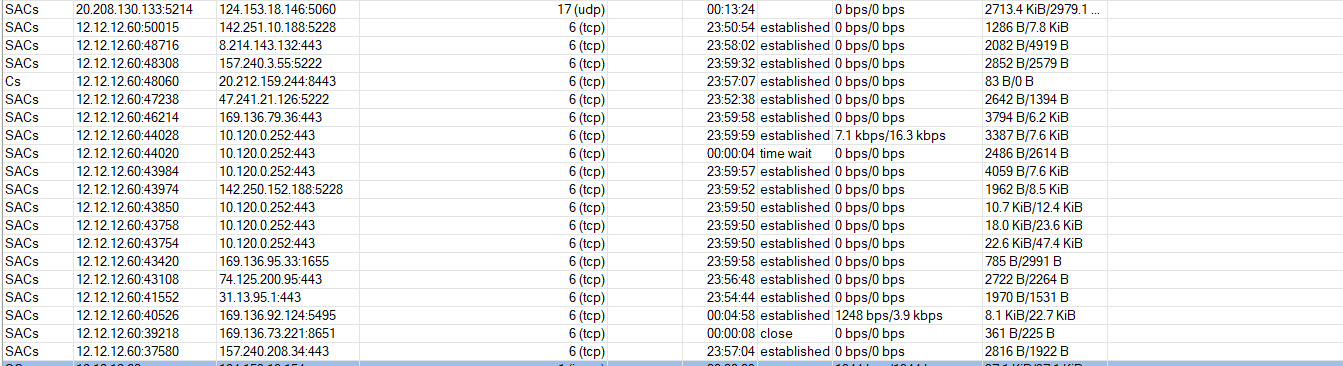 SACs 20.208.130.133:5214 124.153.18.146:5060 17 (udp) 00:13:24 0 bps/0 bps 2713.4 KiB/2979.1 ...
SACs 12.12.12.60:50015 142.251.10.188:5228 6 (tcp) 23:50:54 established 0 bps/0 bps 1286 B/7.8 KiB
SACs 12.12.12.60:48716 8.214.143.132:443 6 (tcp) 23:58:02 established 0 bps/0 bps 2082 B/4919 B
SACs 12.12.12.60:48308 157.240.3.55:5222 6 (tcp) 23:59:32 established 0 bps/0 bps 2852 B/2579 B
Cs 12.12.12.60:48060 20.212.159.244:8443 6 (tcp) 23:57:07 established 0 bps/0 bps 83 B/0 B
SACs 12.12.12.60:47238 47.241.21.126:5222 6 (tcp) 23:52:38 established 0 bps/0 bps 2642 B/1394 B
SACs 12.12.12.60:46214 169.136.79.36:443 6 (tcp) 23:59:58 established 0 bps/0 bps 3794 B/6.2 KiB
SACs 12.12.12.60:44028 10.120.0.252:443 6 (tcp) 23:59:59 established 7.1 kbps/16.3 kbps 3387 B/7.6 KiB
SACs 12.12.12.60:44020 10.120.0.252:443 6 (tcp) 00:00:04 time wait 0 bps/0 bps 2486 B/2614 B
SACs 12.12.12.60:43984 10.120.0.252:443 6 (tcp) 23:59:57 established 0 bps/0 bps 4059 B/7.6 KiB
SACs 12.12.12.60:43974 142.250.152.188:5228 6 (tcp) 23:59:52 established 0 bps/0 bps 1962 B/8.5 KiB
SACs 12.12.12.60:43850 10.120.0.252:443 6 (tcp) 23:59:50 established 0 bps/0 bps 10.7 KiB/12.4 KiB
SACs 12.12.12.60:43758 10.120.0.252:443 6 (tcp) 23:59:50 established 0 bps/0 bps 18.0 KiB/23.6 KiB
SACs 12.12.12.60:43754 10.120.0.252:443 6 (tcp) 23:59:50 established 0 bps/0 bps 22.6 KiB/47.4 KiB
SACs 12.12.12.60:43420 169.136.95.33:1655 6 (tcp) 23:59:13 established 0 bps/0 bps 785 B/2991 B
SACs 12.12.12.60:43108 74.125.200.95:443 6 (tcp) 23:56:48 established 0 bps/0 bps 2722 B/2264 B
SACs 12.12.12.60:41552 31.13.95.1:443 6 (tcp) 23:54:44 established 0 bps/0 bps 1970 B/1531 B
SACs 12.12.12.60:40526 169.136.92.124:5495 6 (tcp) 00:04:58 established 1248 bps/3.9 kbps 8.1 KiB/22.7 KiB
SACs 12.12.12.60:39218 169.136.73.221:8651 6 (tcp) 00:00:08 close 0 bps/0 bps 361 B/225 B
SACs 12.12.12.60:37580 157.240.208.34:443 6 (tcp) 23:57:04 established 0 bps/0 bps 2816 B/1922 B